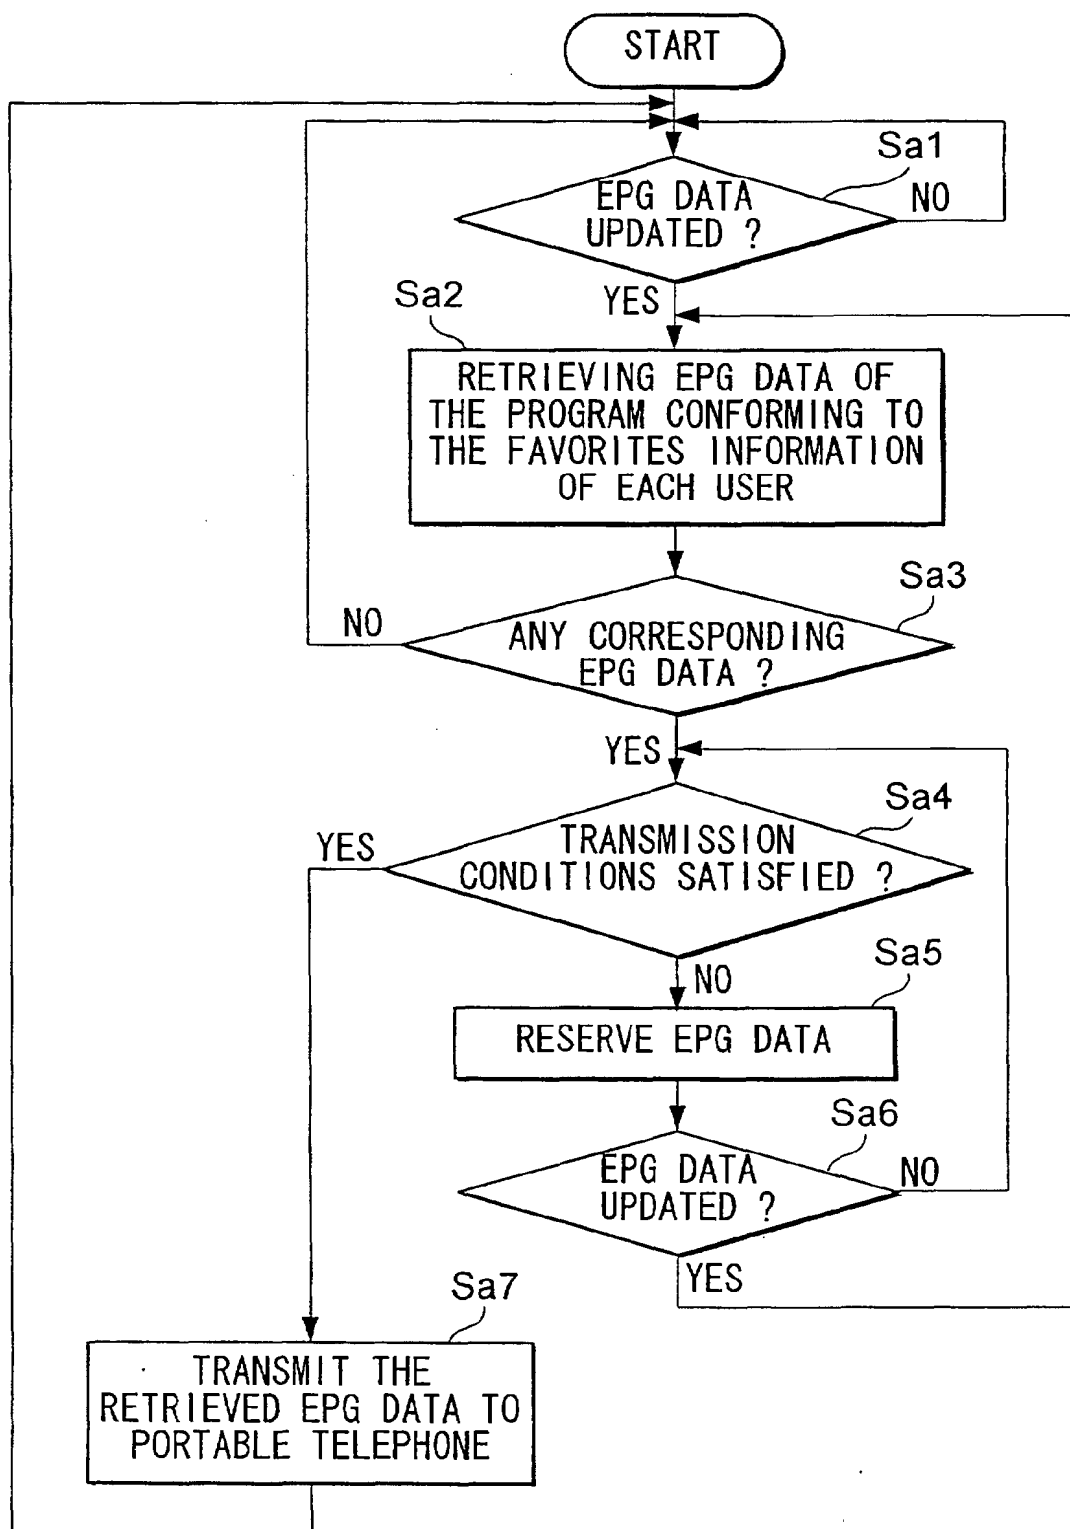 START
Sa1
EPG DATA
UPDATED ?
NO
YES
Sa2
RETRIEVING EPG DATA OF
THE PROGRAM CONFORMING TO
THE FAVORITES INFORMATION
OF EACH USER
Sa3
NO
ANY CORRESPONDING
EPG DATA ?
YES
Sa4
YES
TRANSMISSION
CONDITIONS SATISFIED ?
NO
Sa5
RESERVE EPG DATA
Sa6
EPG DATA
UPDATED ?
NO
YES
Sa7
TRANSMIT THE
RETRIEVED EPG DATA TO
PORTABLE TELEPHONE